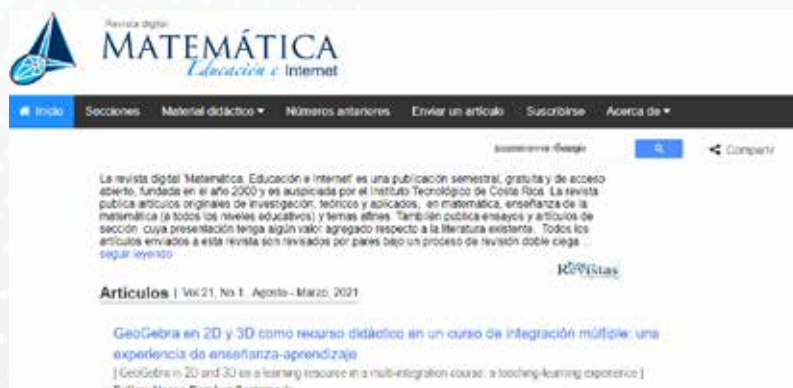 Revista digital
MATEMÁTICA
Educación e Internet
Inicio Secciones Material didáctico Números anteriores Enviar un artículo Suscribirse Acerca de
Google
Compartir
La revista digital 'Matemática, Educación e Internet' es una publicación semestral, gratuita y de acceso
abierto, fundada en el año 2000 y es auspiciada por el Instituto Tecnológico de Costa Rica. La revista
publica artículos originales de investigación, teóricos y aplicados, en matemática, enseñanza de la
matemática (a todos los niveles educativos) y temas afines. También publica ensayos y artículos de
sección cuya presentación tenga algún valor agregado respecto a la literatura existente. Todos los
artículos enviados a esta revista son revisados por pares bajo un proceso de revisión doble ciega ...
seguir leyendo
Revistas
Artículos | Vol 21, No 1. Agosto - Marzo, 2021
GeoGebra en 2D y 3D como recurso didáctico en un curso de integración múltiple: una
experiencia de enseñanza-aprendizaje
[ GeoGebra in 2D and 3D as a learning resource in a multi-integration course: a teaching-learning experience ]